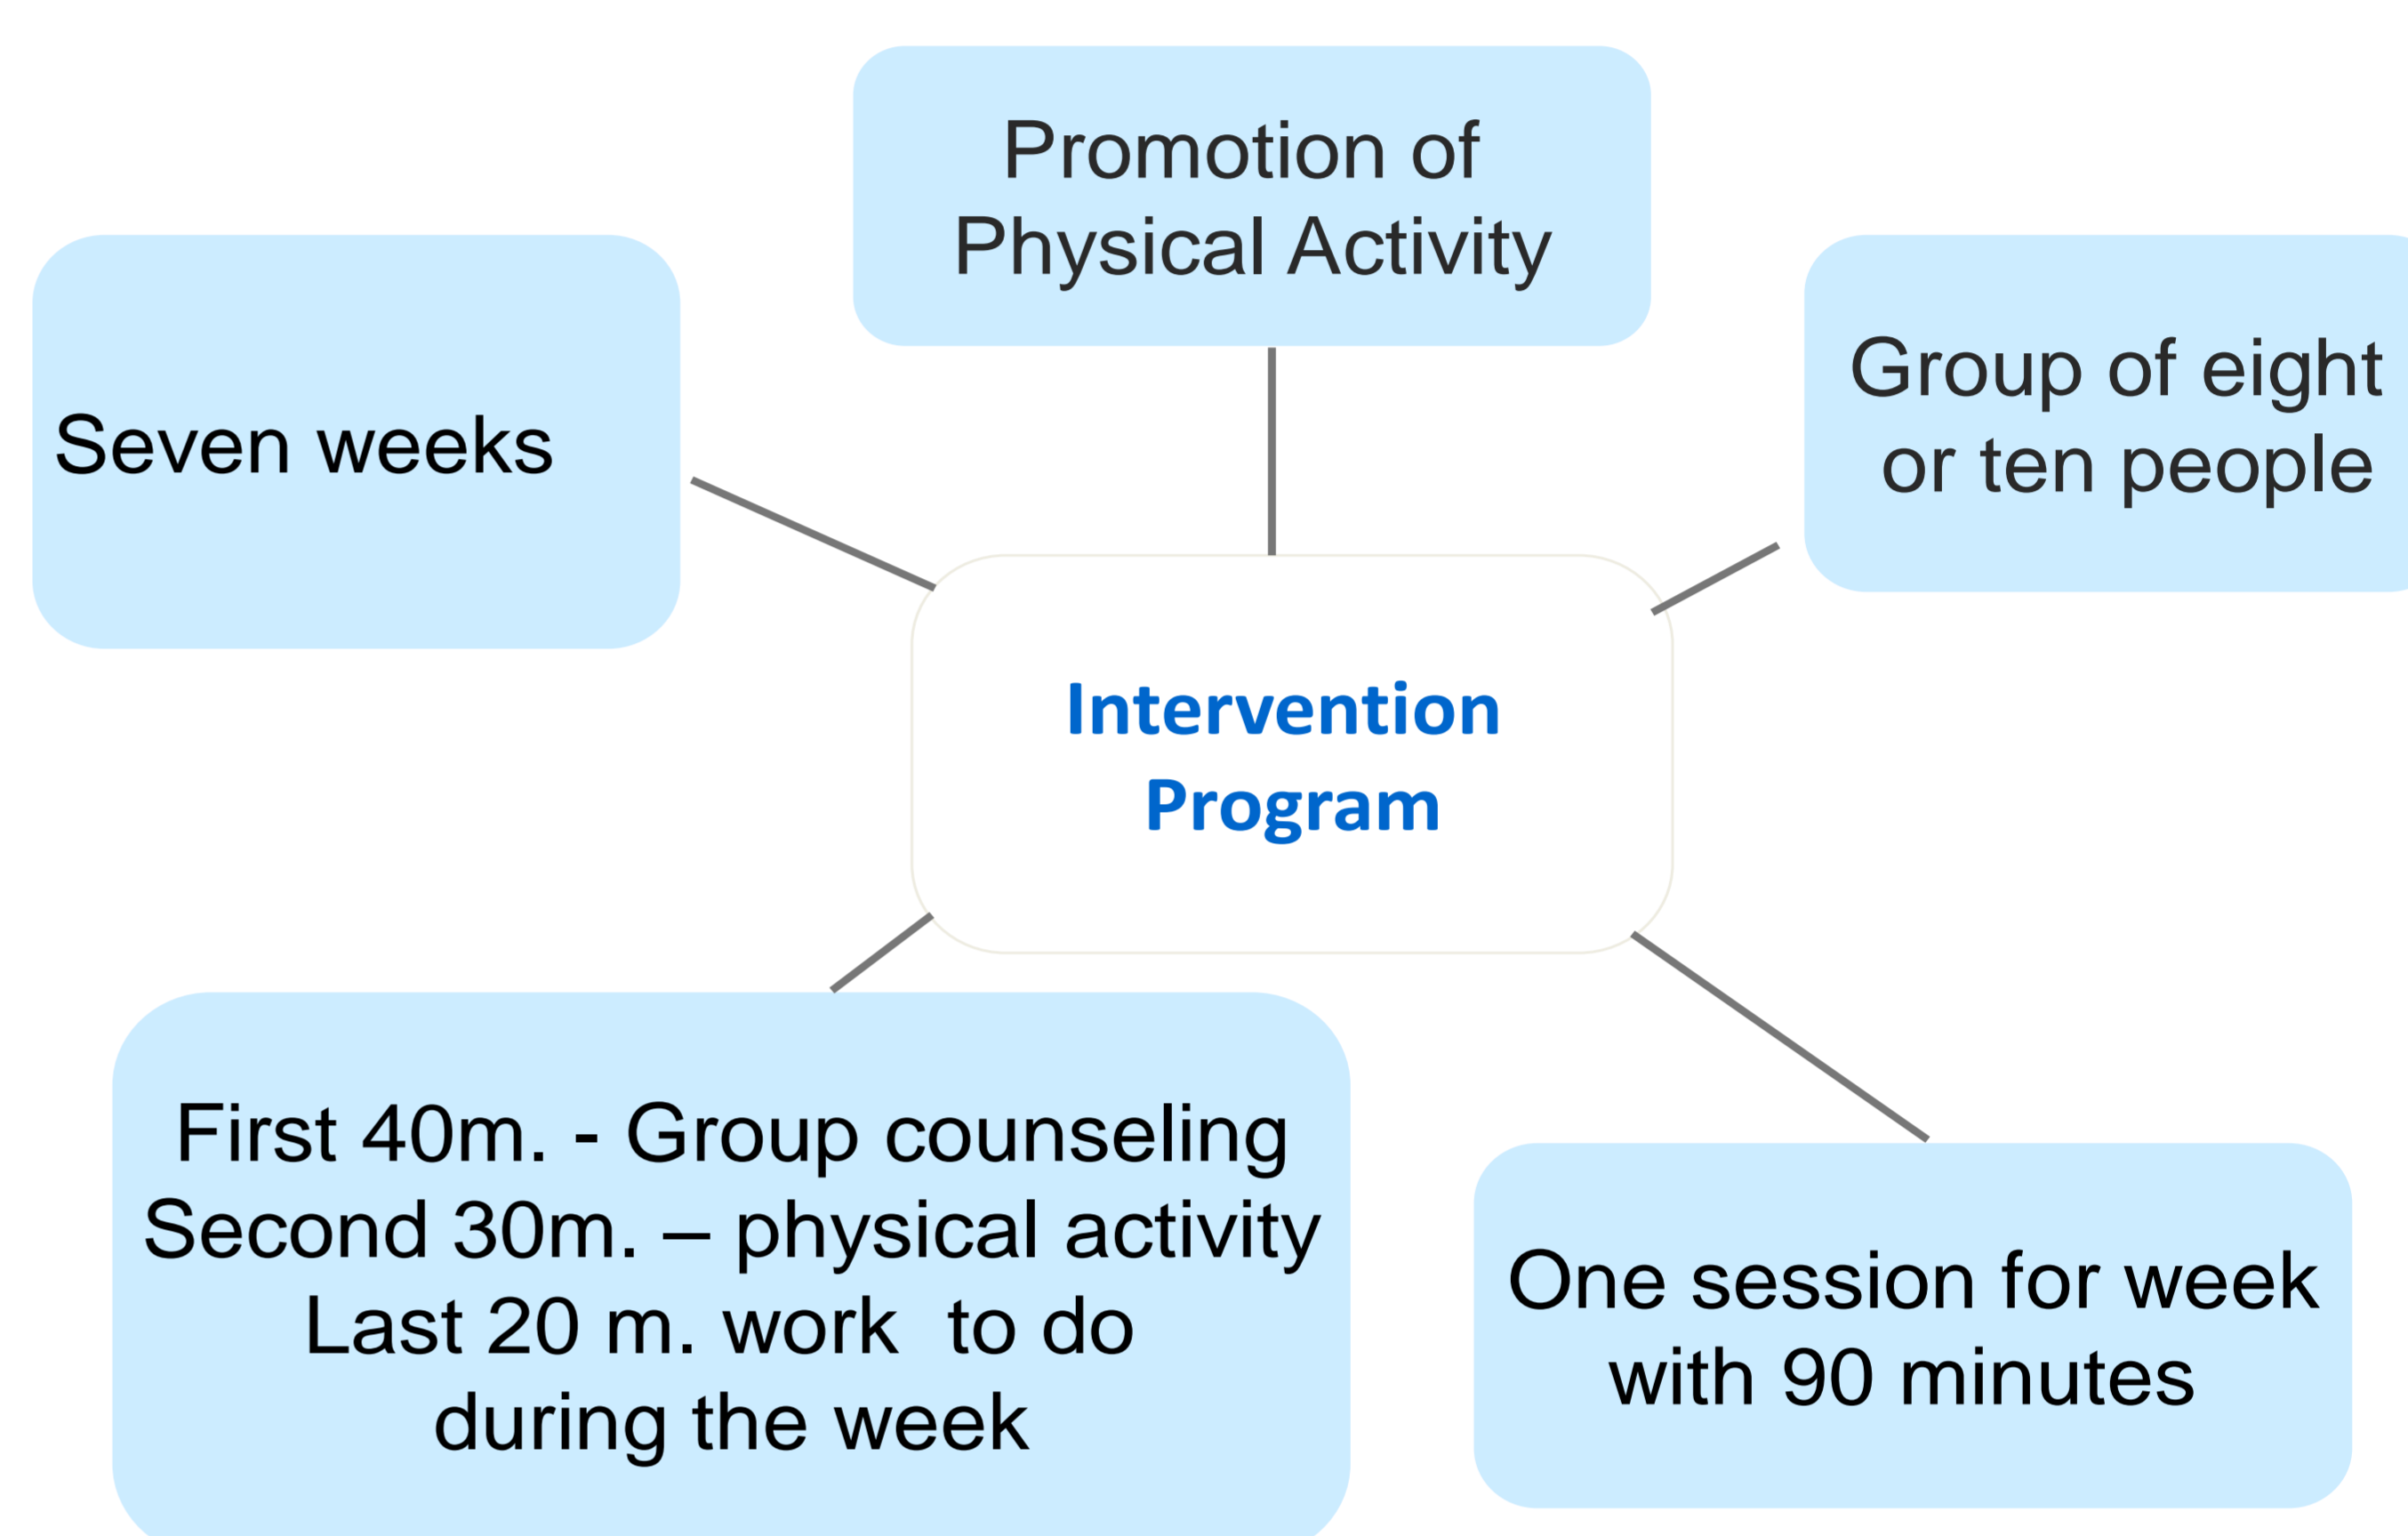 Promotion of
Physical Activity
Seven weeks
Group of eight
or ten people
Intervention
Program
First 40m. - Group counseling
Second 30m. – physical activity
Last 20 m. work  to do
during the week
One session for week
with 90 minutes